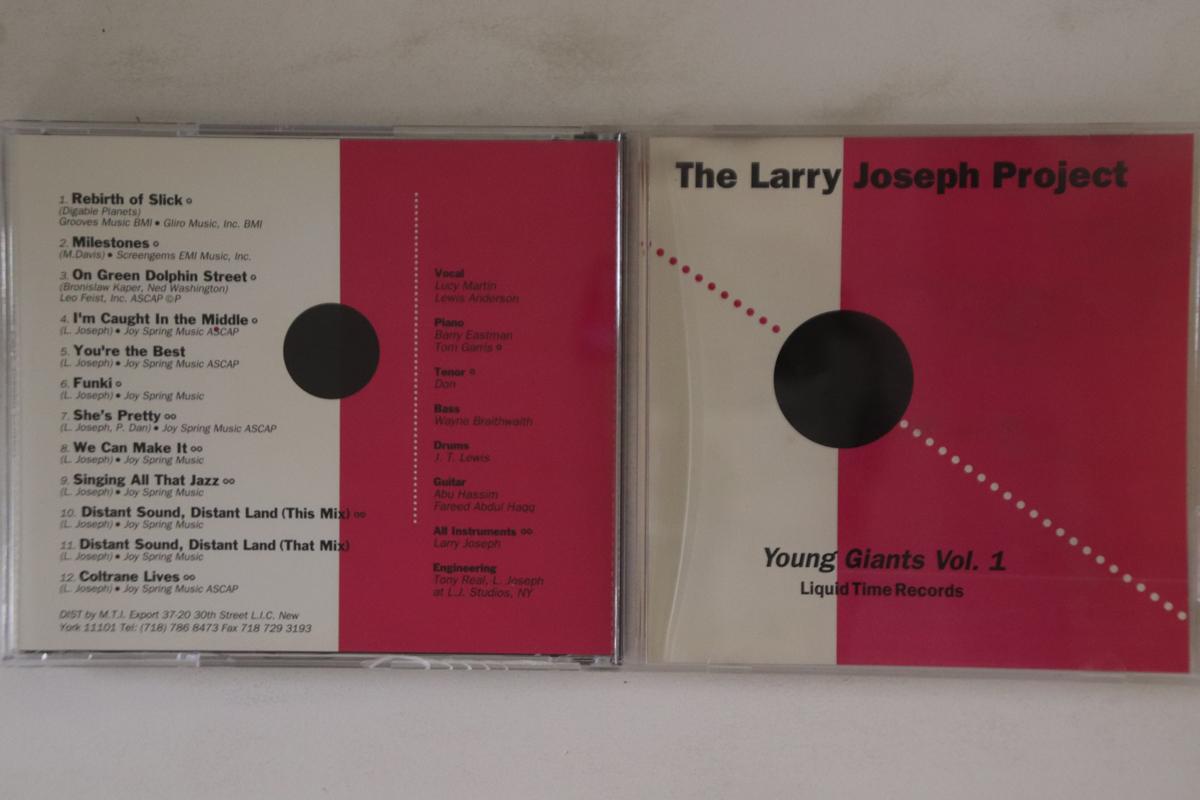 1. Rebirth of Slick o
(Digable Planets)
Grooves Music BMI • Gliro Music, Inc. BMI
2. Milestones o
(M.Davis) • Screengems EMI Music, Inc.
3. On Green Dolphin Street o
(Bronislaw Kaper, Ned Washington)
Leo Feist, Inc. ASCAP ©P
4. I'm Caught In the Middle o
(L. Joseph) • Joy Spring Music ASCAP
5. You're the Best
(L. Joseph) • Joy Spring Music ASCAP
6. Funki o
(L. Joseph) • Joy Spring Music
7. She's Pretty oo
(L. Joseph, P. Dan) • Joy Spring Music ASCAP
8. We Can Make It oo
(L. Joseph) • Joy Spring Music
9. Singing All That Jazz oo
(L. Joseph) • Joy Spring Music
10. Distant Sound, Distant Land (This Mix) oo
(L. Joseph) • Joy Spring Music
11. Distant Sound, Distant Land (That Mix)
(L. Joseph) • Joy Spring Music
12. Coltrane Lives oo
(L. Joseph) • Joy Spring Music ASCAP
DIST by M.T.I. Export 37-20 30th Street L.I.C. New
York 11101 Tel: (718) 786 8473 Fax 718 729 3193
Vocal
Lucy Martin
Lewis Anderson
Piano
Barry Eastman
Tom Garris o
Tenor o
Don
Bass
Wayne Braithwaith
Drums
J. T. Lewis
Guitar
Abu Hassim
Fareed Abdul Haqq
All Instruments oo
Larry Joseph
Engineering
Tony Real, L. Joseph
at L.J. Studios, NY
The Larry Joseph Project
Young Giants Vol. 1
Liquid Time Records